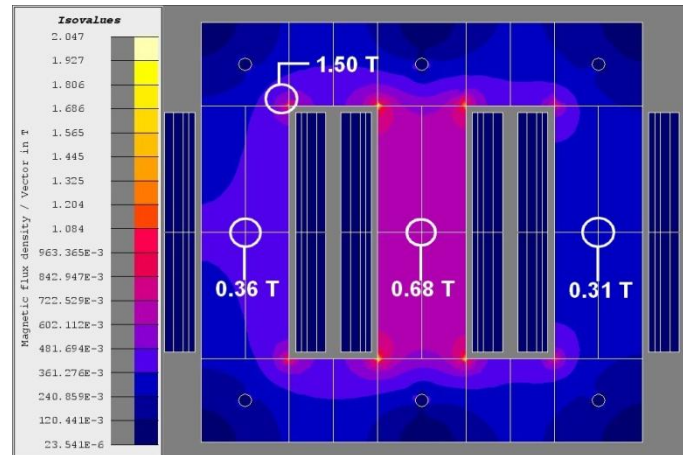 Isovalues
2.047
1.927
1.806
1.686
1.565
1.445
1.325
1.204
1.084
963.365E-3
842.947E-3
722.529E-3
602.112E-3
481.694E-3
361.276E-3
240.859E-3
120.441E-3
23.541E-6
Magnetic flux density / Vector in T
1.50 T
0.36 T
0.68 T
0.31 T